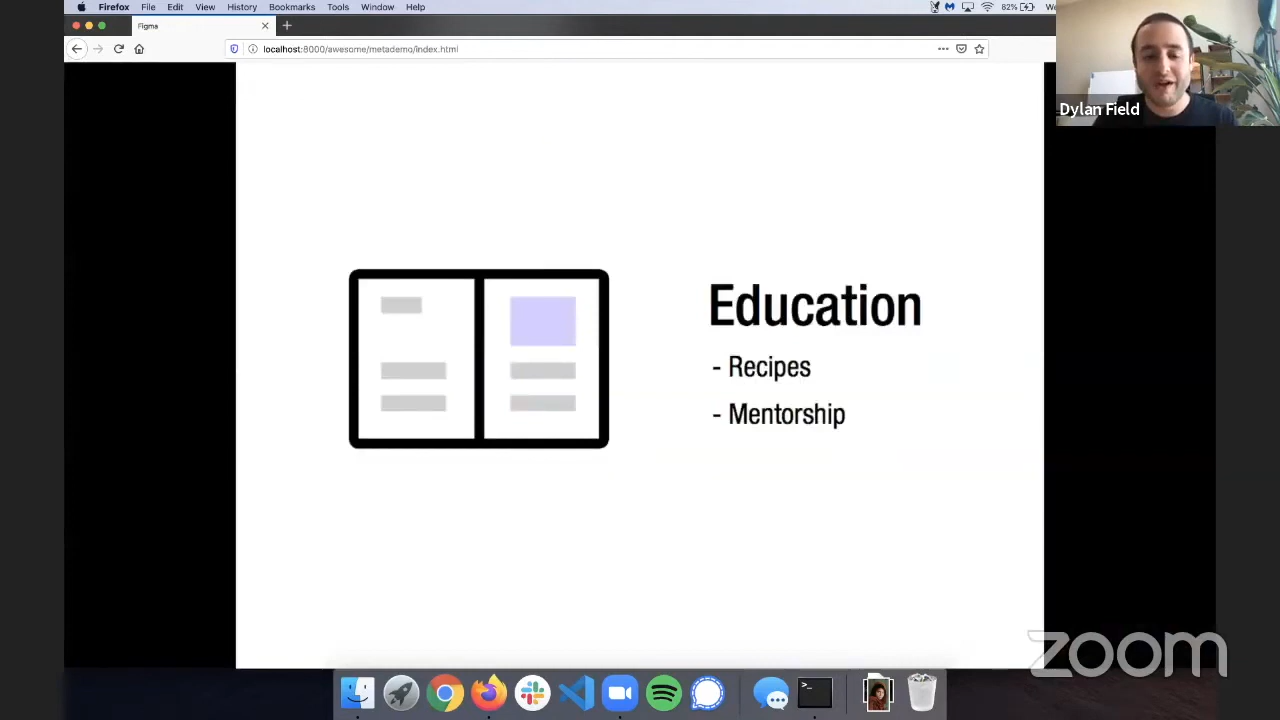 Firefox File Edit View History Bookmarks Tools Window Help
82%
Figma
localhost:8000/awesome/metademo/index.html
Dylan Field
Education
- Recipes
- Mentorship
zoom